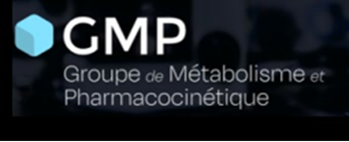 GMP
Groupe de Métabolisme et
Pharmacocinétique